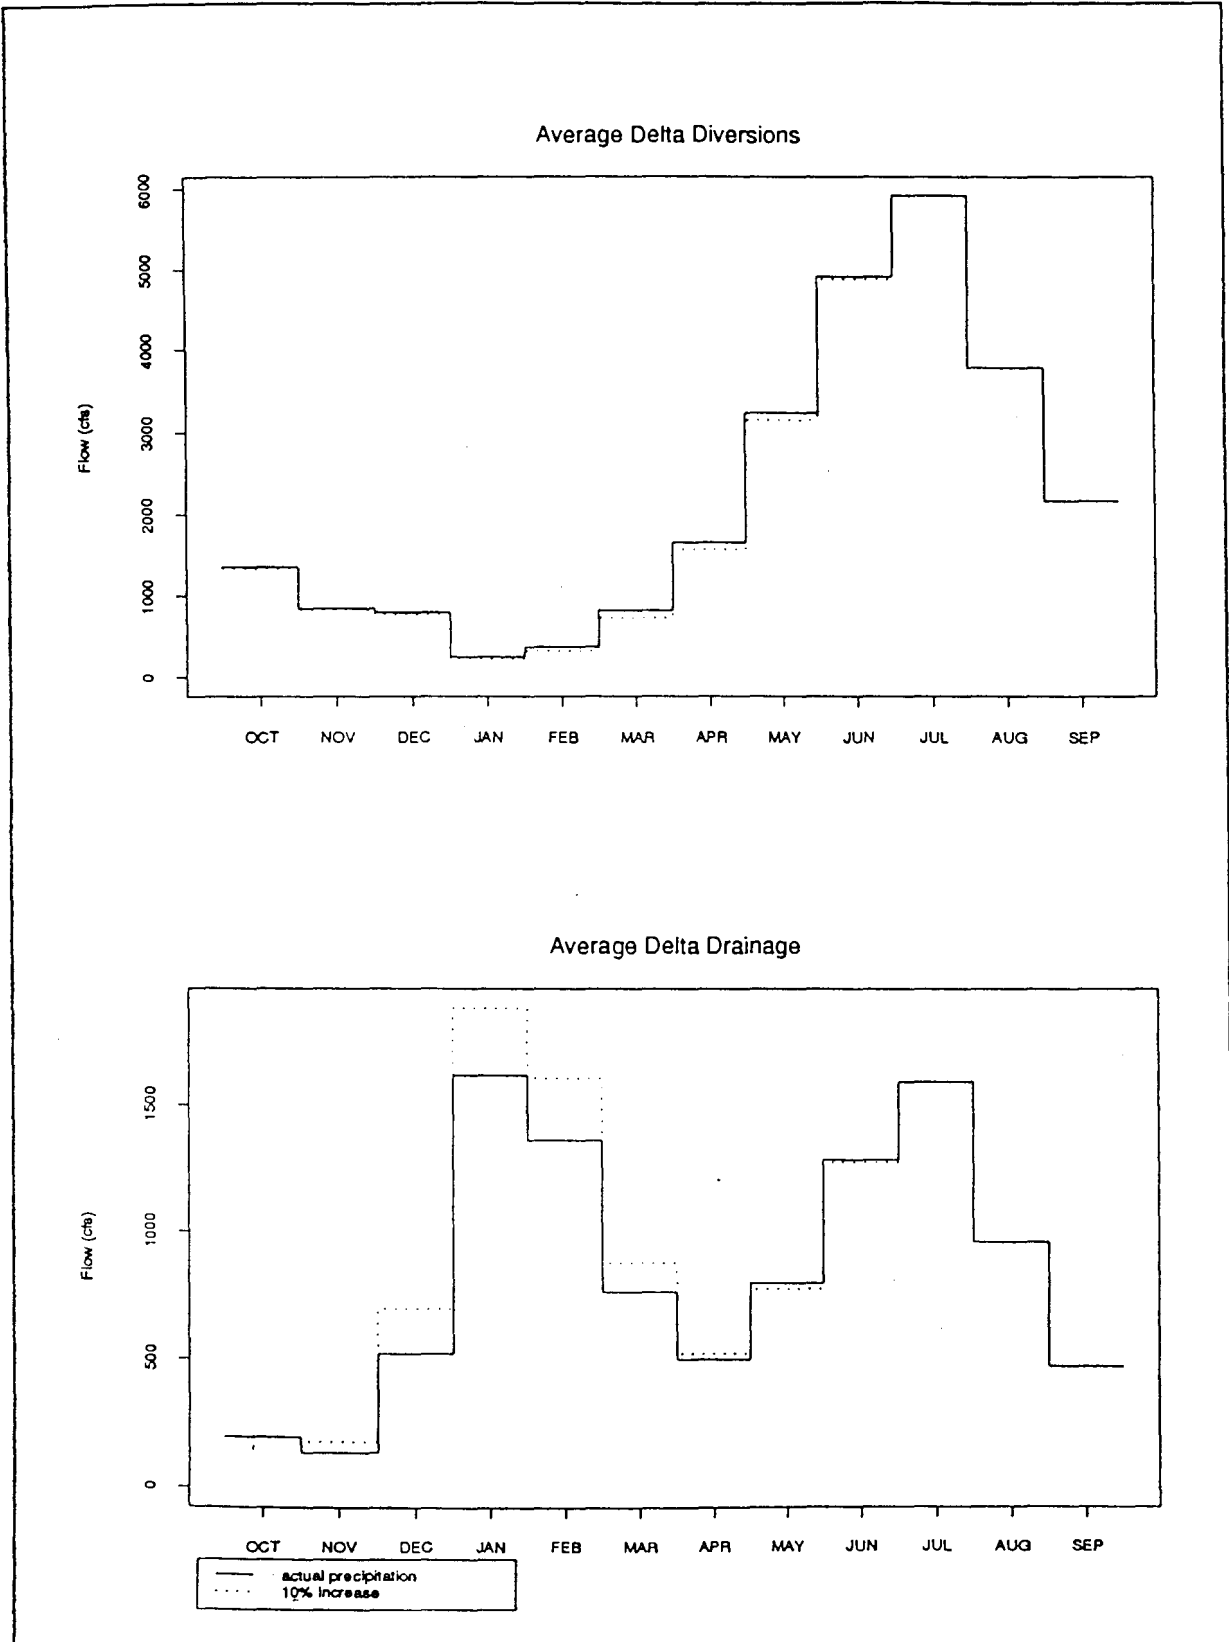 Average Delta Diversions
6000
5000
4000
3000
2000
1000
0
Flow (cfs)
OCT NOV DEC JAN FEB MAR APR MAY JUN JUL AUG SEP
Average Delta Drainage
1500
1000
500
0
Flow (cfs)
OCT NOV DEC JAN FEB MAR APR MAY JUN JUL AUG SEP
actual precipitation
10% increase